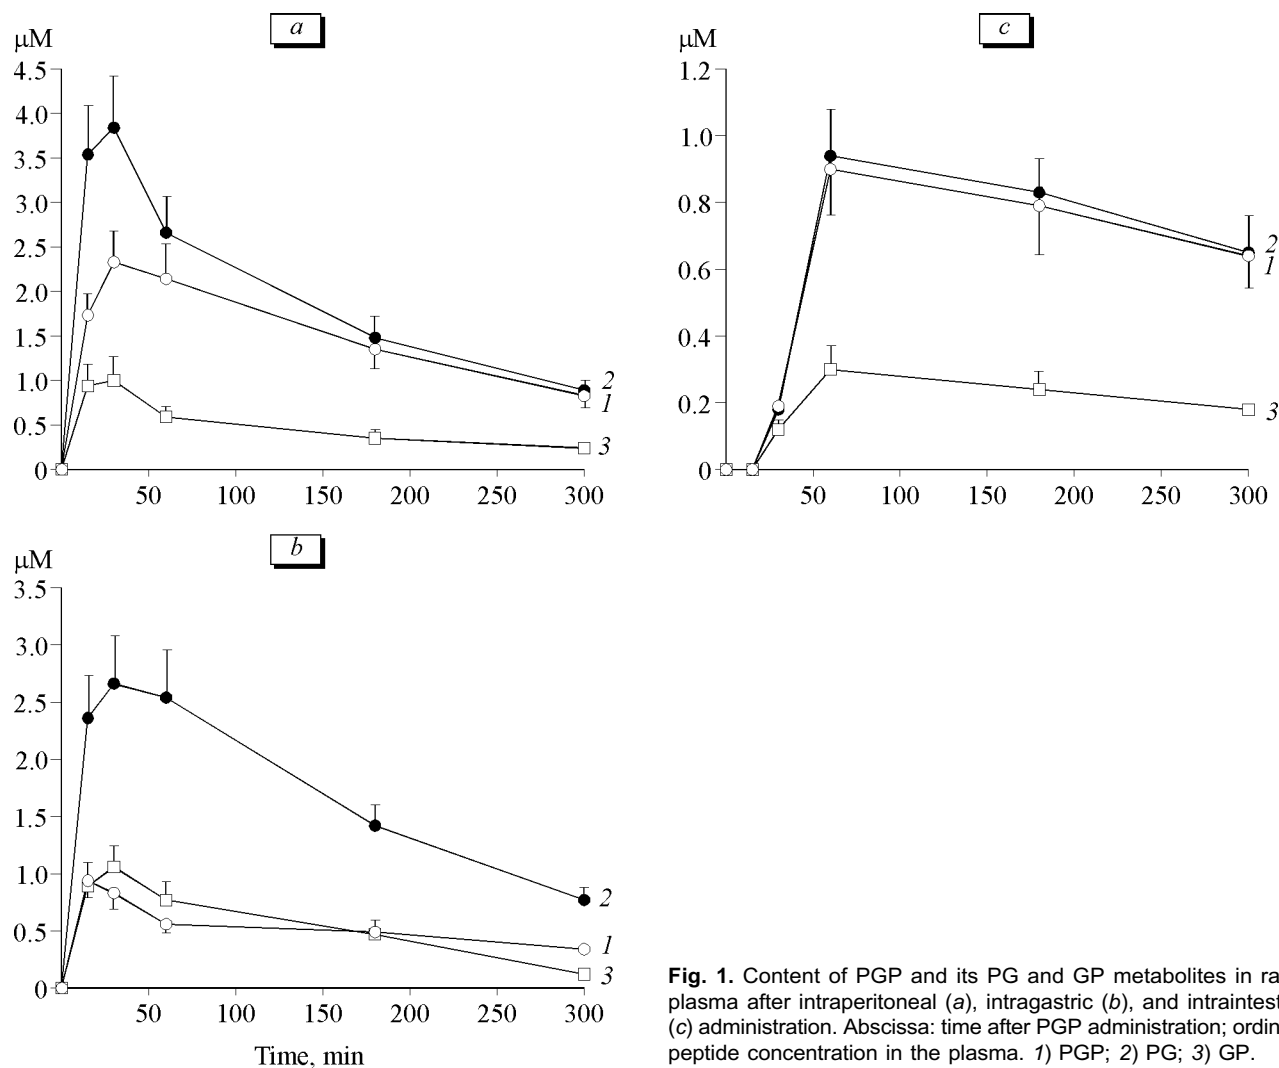 a
μM
4.5
4.0
3.5
3.0
2.5
2.0
1.5
1.0
0.5
0
50 100 150 200 250 300
2
1
3
c
μM
1.2
1.0
0.8
0.6
0.4
0.2
0
50 100 150 200 250 300
2
1
3
b
μM
3.5
3.0
2.5
2.0
1.5
1.0
0.5
0
50 100 150 200 250 300
2
1
3
Time, min
Fig. 1. Content of PGP and its PG and GP metabolites in ra
plasma after intraperitoneal (a), intragastric (b), and intraintest
(c) administration. Abscissa: time after PGP administration; ordin
peptide concentration in the plasma. 1) PGP; 2) PG; 3) GP.